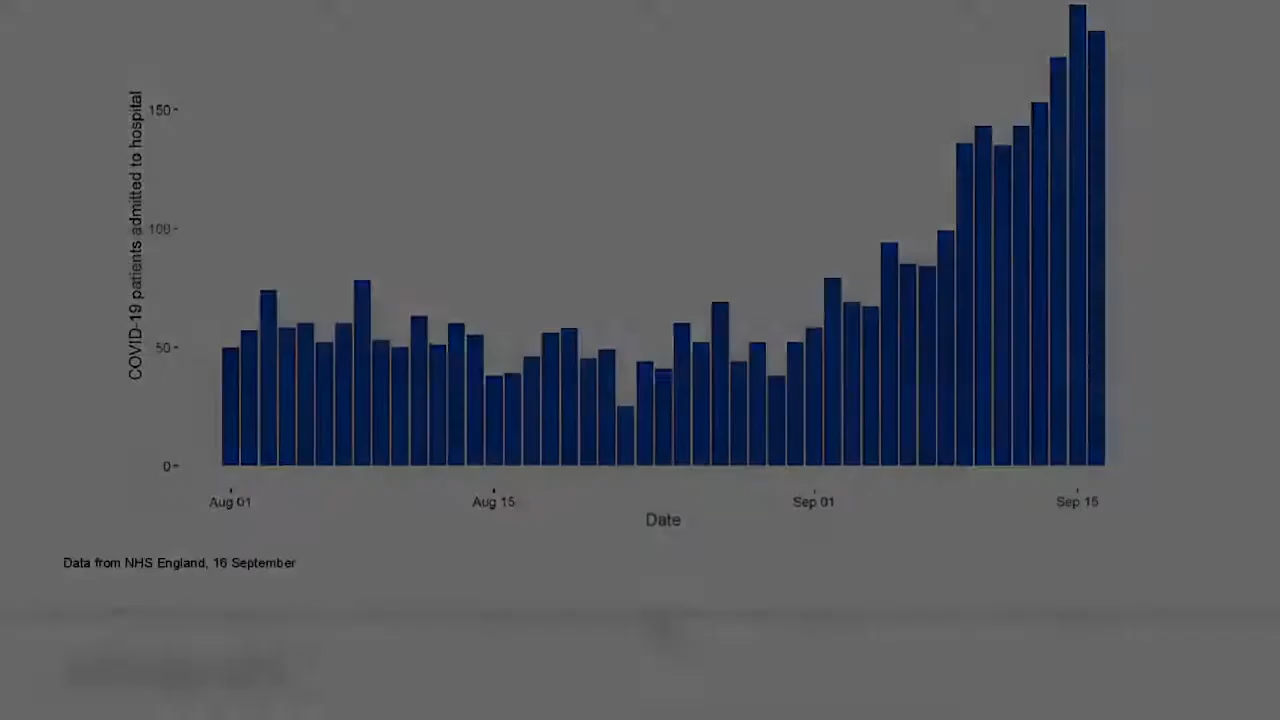 COVID-19 patients admitted to hospital
150
100
50
0
Aug 01
Aug 15
Sep 01
Sep 15
Date
Data from NHS England, 16 September